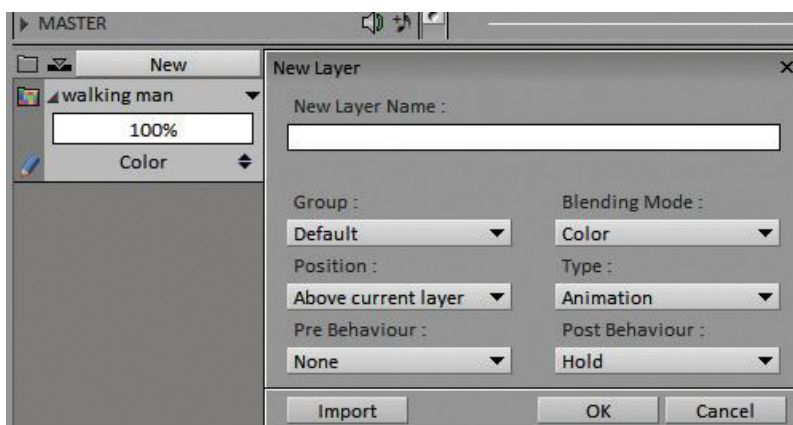 MASTER
New
walking man
100%
Color
New Layer
New Layer Name :
Group :
Blending Mode :
Default
Color
Position :
Type :
Above current layer
Animation
Pre Behaviour :
Post Behaviour :
None
Hold
Import
OK
Cancel